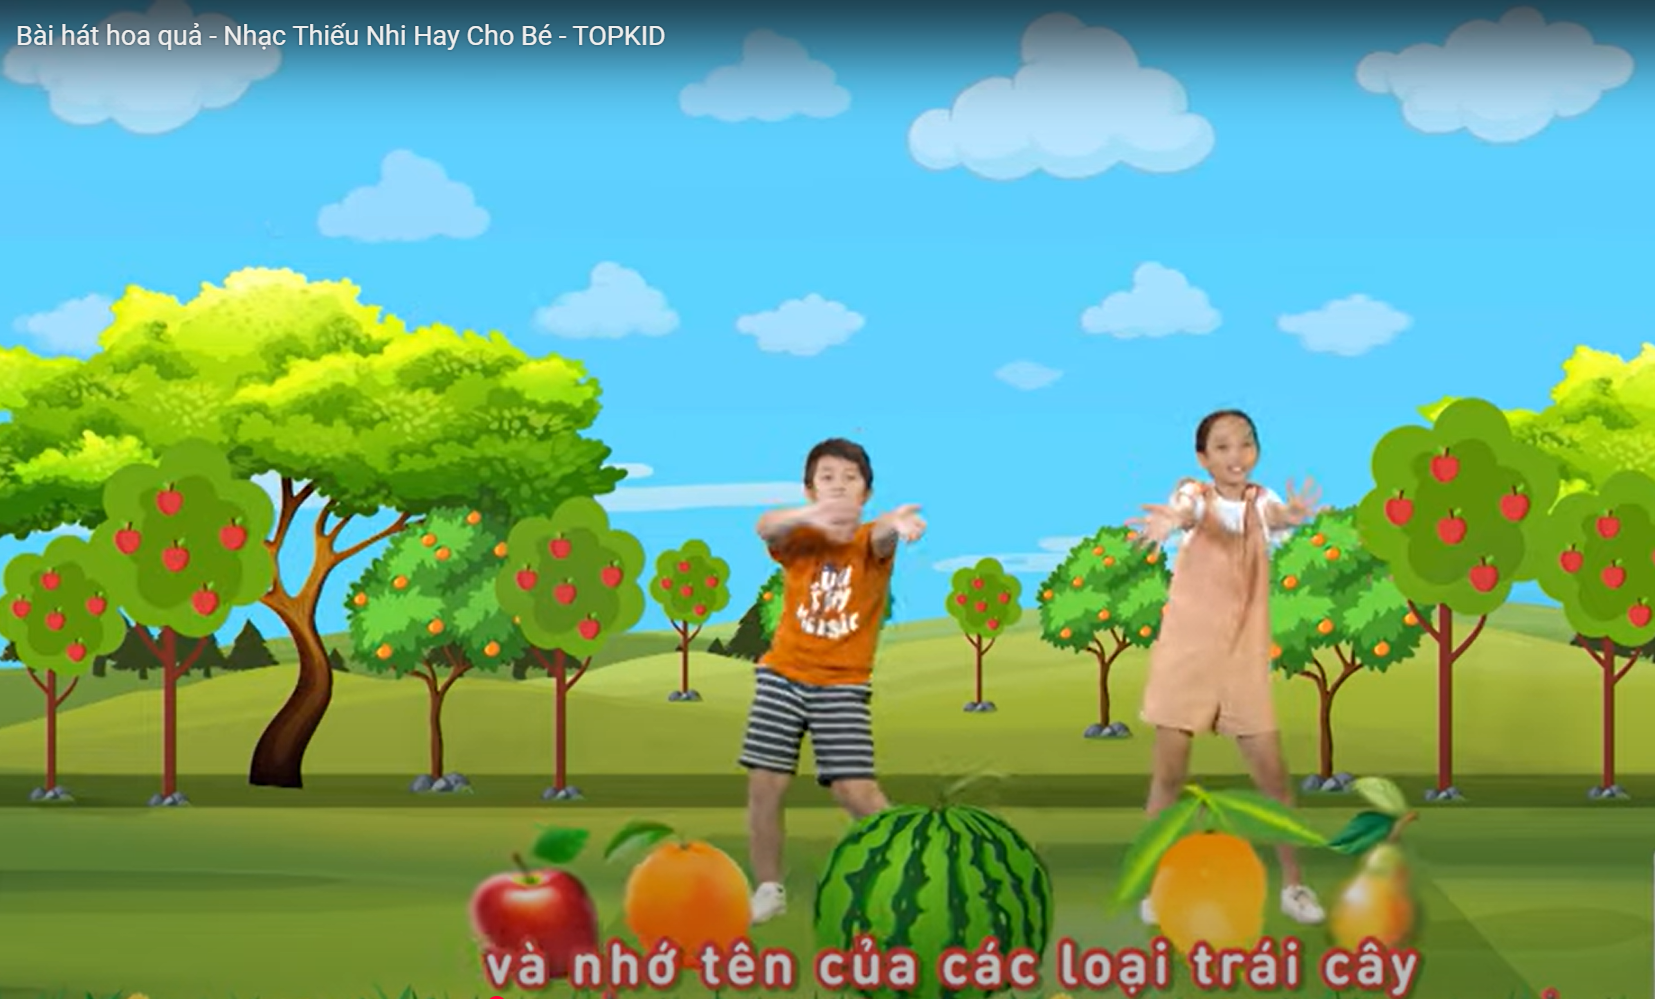 Bài hát hoa quả - Nhạc Thiếu Nhi Hay Cho Bé - TOPKID
và nhớ tên của các loại trái cây